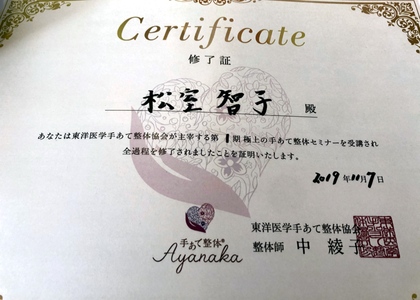 Certificate
修了証
松室智子 殿
あなたは東洋医学手あて整体協会が主宰する第1期 極上の手あて整体セミナーを受講され
全過程を修了されましたことを証明いたします。
2019年11月7日
手あて整体®
Ayanaka
東洋医学手あて整体協会
整体師 中 綾子